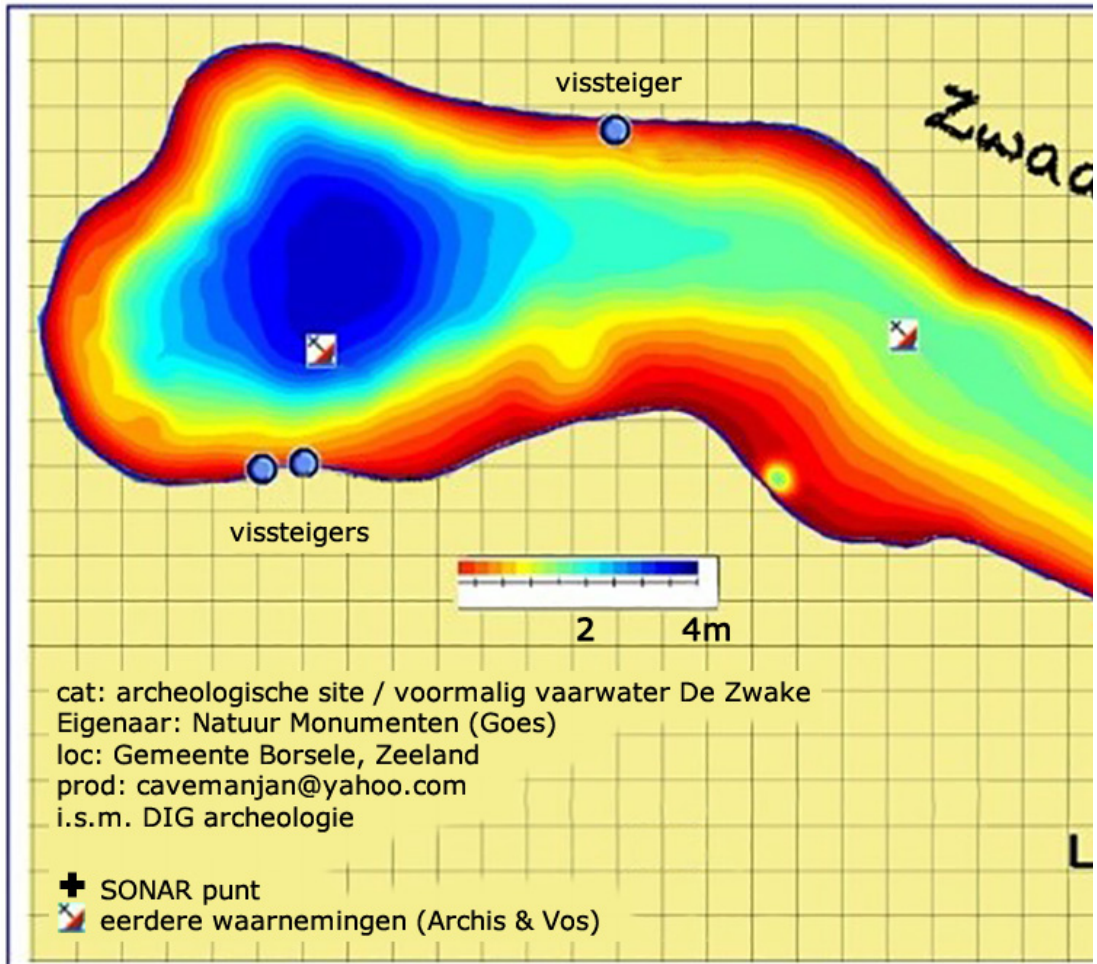 vissteiger
vissteigers
2 4m
cat: archeologische site / voormalig vaarwater De Zwake
Eigenaar: Natuur Monumenten (Goes)
loc: Gemeente Borsele, Zeeland
prod: cavemanjan@yahoo.com
i.s.m. DIG archeologie
SONAR punt
eerdere waarnemingen (Archis & Vos)